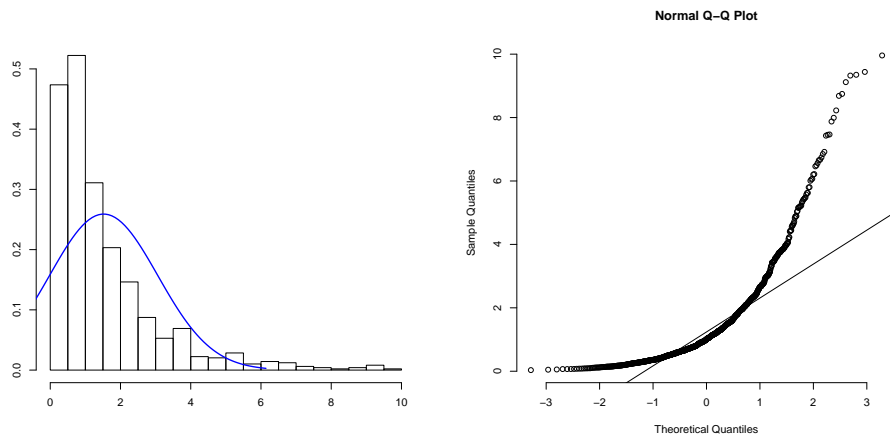 0.0 0.1 0.2 0.3 0.4 0.5
0 2 4 6 8 10
Normal Q−Q Plot
Sample Quantiles
0 2 4 6 8 10
−3 −2 −1 0 1 2 3
Theoretical Quantiles